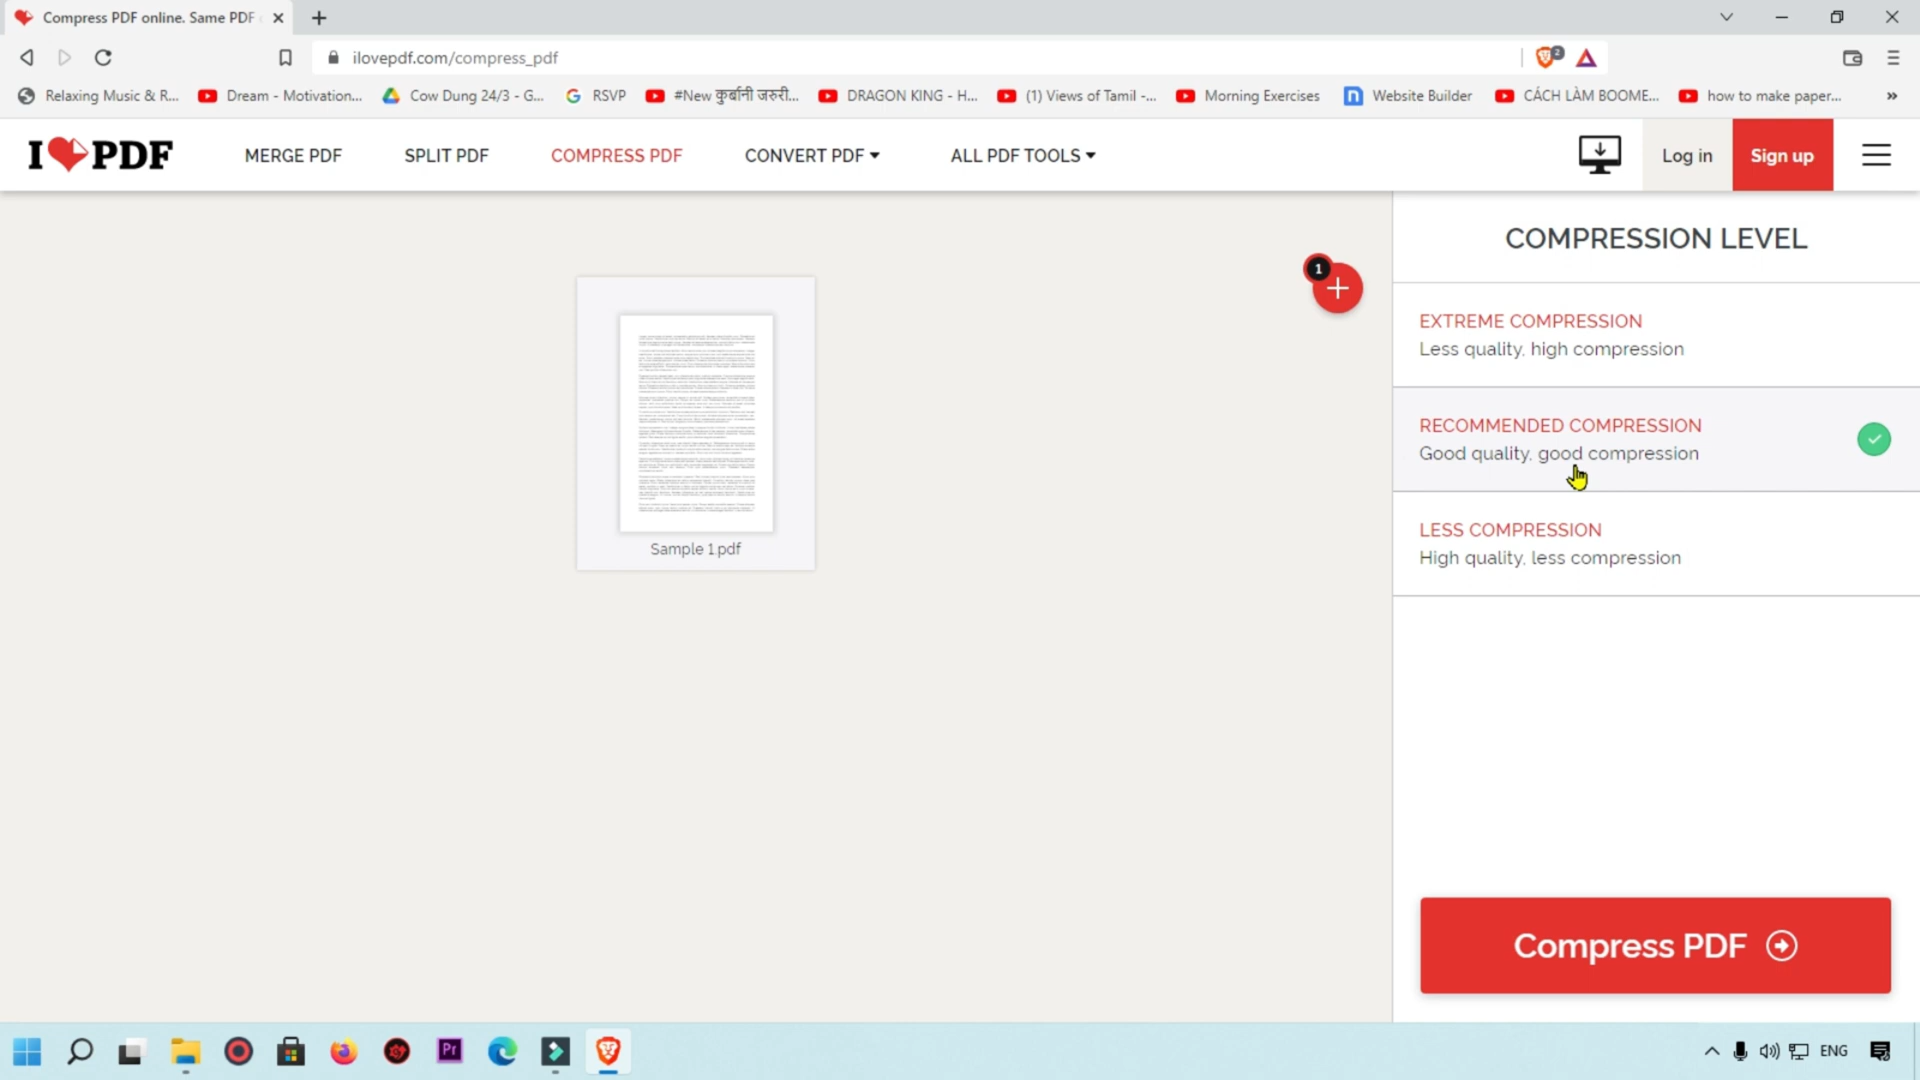 Compress PDF online. Same PDF
ilovepdf.com/compress_pdf
2
Relaxing Music & R...
Dream - Motivation...
Cow Dung 24/3 - G...
RSVP
#New कुर्बानी जरुरी...
DRAGON KING - H...
(1) Views of Tamil -...
Morning Exercises
Website Builder
CÁCH LÀM BOOME...
how to make paper...
»
I PDF
MERGE PDF
SPLIT PDF
COMPRESS PDF
CONVERT PDF
ALL PDF TOOLS
Log in
Sign up
COMPRESSION LEVEL
1
EXTREME COMPRESSION
Less quality, high compression
RECOMMENDED COMPRESSION
Good quality, good compression
LESS COMPRESSION
High quality, less compression
Sample 1.pdf
Compress PDF
Pr
ENG